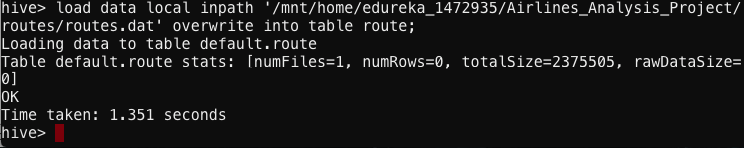 hive> load data local inpath '/mnt/home/edureka_1472935/Airlines_Analysis_Project/
routes/routes.dat' overwrite into table route;
Loading data to table default.route
Table default.route stats: [numFiles=1, numRows=0, totalSize=2375505, rawDataSize=
0]
OK
Time taken: 1.351 seconds
hive>